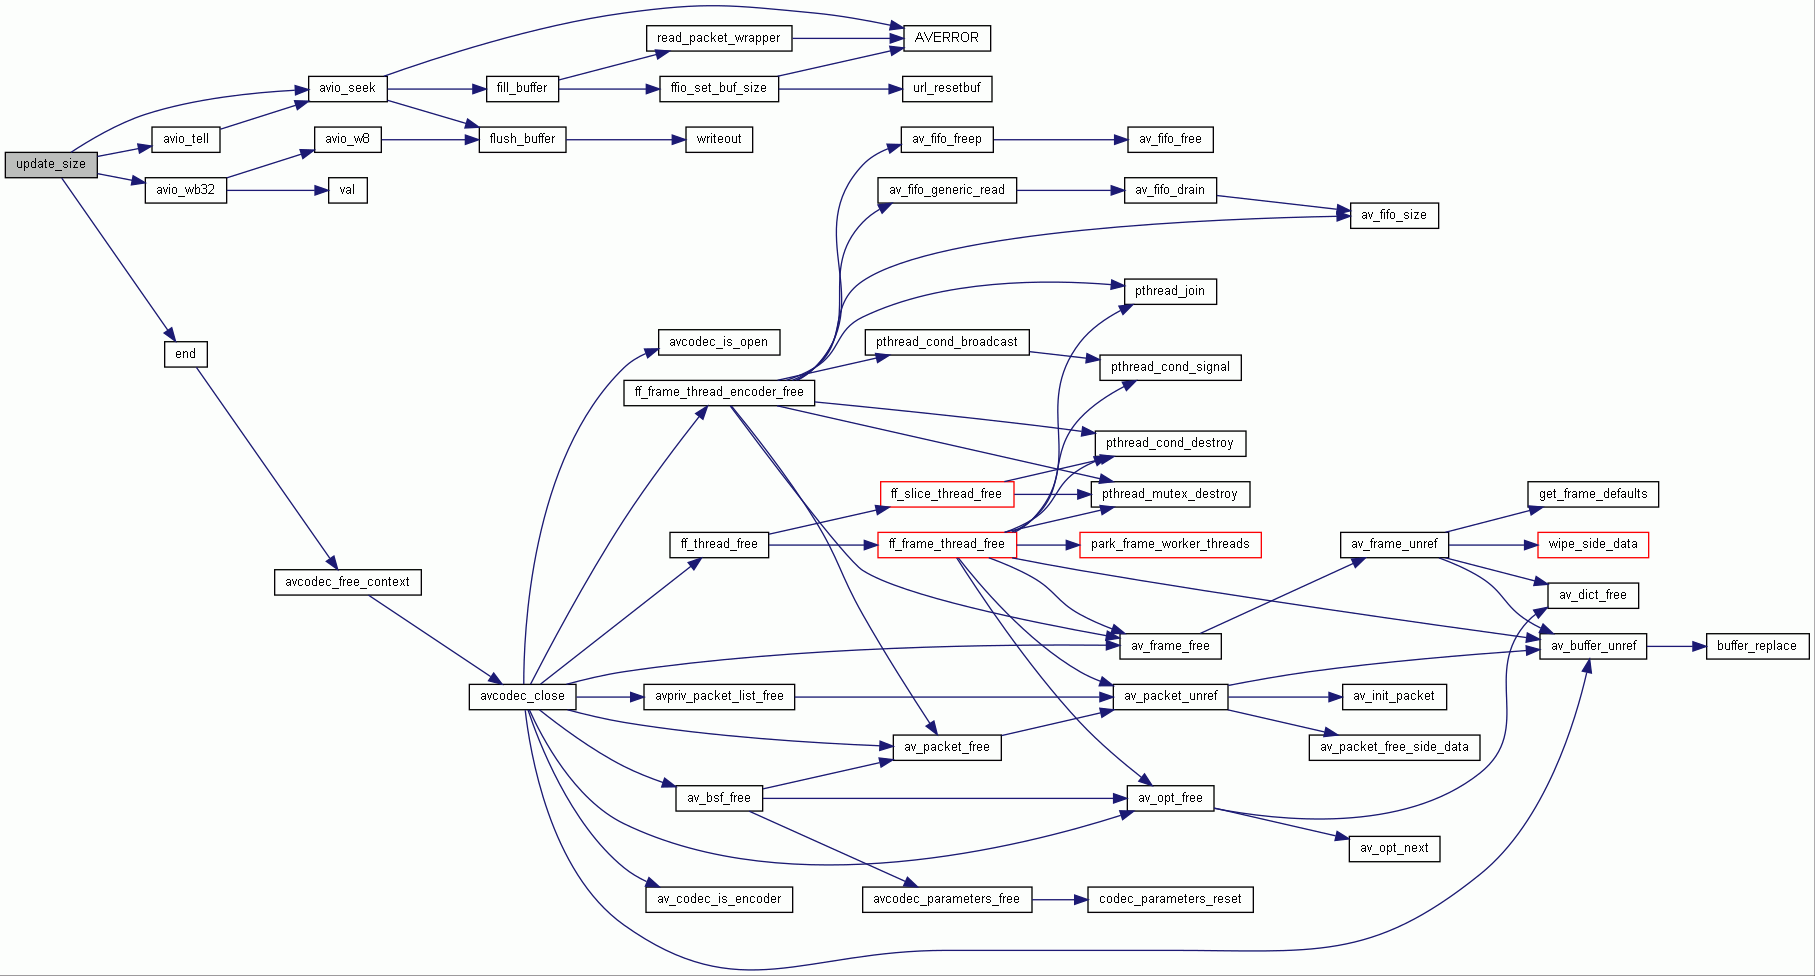 update_size
avio_seek
avio_tell
avio_wb32
end
avio_w8
val
fill_buffer
flush_buffer
read_packet_wrapper
ffio_set_buf_size
writeout
AVERROR
url_resetbuf
avcodec_free_context
avcodec_close
avcodec_is_open
ff_frame_thread_encoder_free
ff_thread_free
avpriv_packet_list_free
av_bsf_free
av_codec_is_encoder
av_fifo_freep
av_fifo_generic_read
pthread_cond_broadcast
ff_slice_thread_free
ff_frame_thread_free
av_packet_free
avcodec_parameters_free
av_fifo_free
av_fifo_drain
av_fifo_size
pthread_join
pthread_cond_signal
pthread_cond_destroy
pthread_mutex_destroy
park_frame_worker_threads
av_frame_free
av_packet_unref
av_opt_free
codec_parameters_reset
av_frame_unref
av_init_packet
av_packet_free_side_data
av_opt_next
get_frame_defaults
wipe_side_data
av_dict_free
av_buffer_unref
buffer_replace